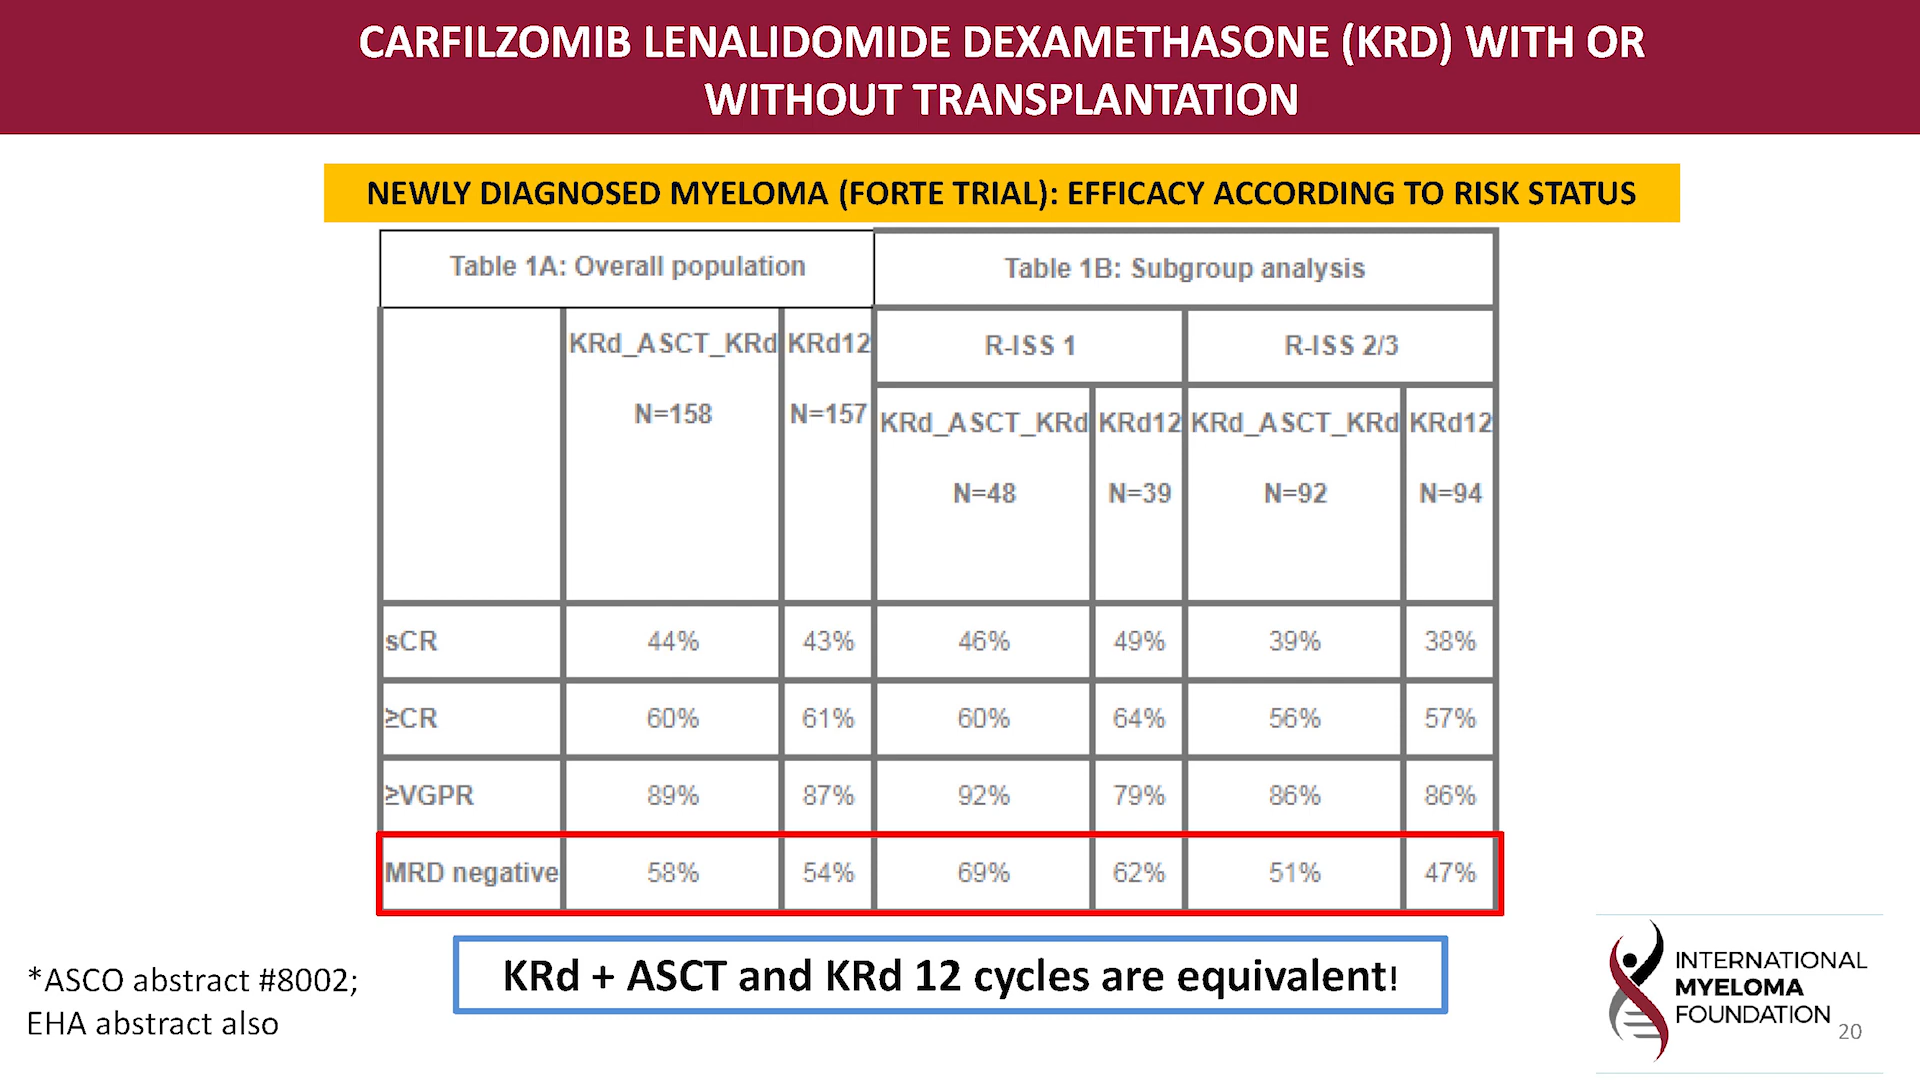 CARFILZOMIB LENALIDOMIDE DEXAMETHASONE (KRD) WITH OR
WITHOUT TRANSPLANTATION
NEWLY DIAGNOSED MYELOMA (FORTE TRIAL): EFFICACY ACCORDING TO RISK STATUS
Table 1A: Overall population Table 1B: Subgroup analysis
KRd_ASCT_KRd KRd12 R-ISS 1 R-ISS 2/3
N=158 N=157 KRd_ASCT_KRd KRd12 KRd_ASCT_KRd KRd12
N=48 N=39 N=92 N=94
sCR 44% 43% 46% 49% 39% 38%
≥CR 60% 61% 60% 64% 56% 57%
≥VGPR 89% 87% 92% 79% 86% 86%
MRD negative 58% 54% 69% 62% 51% 47%
KRd + ASCT and KRd 12 cycles are equivalent!
*ASCO abstract #8002;
EHA abstract also
INTERNATIONAL
MYELOMA
FOUNDATION
20